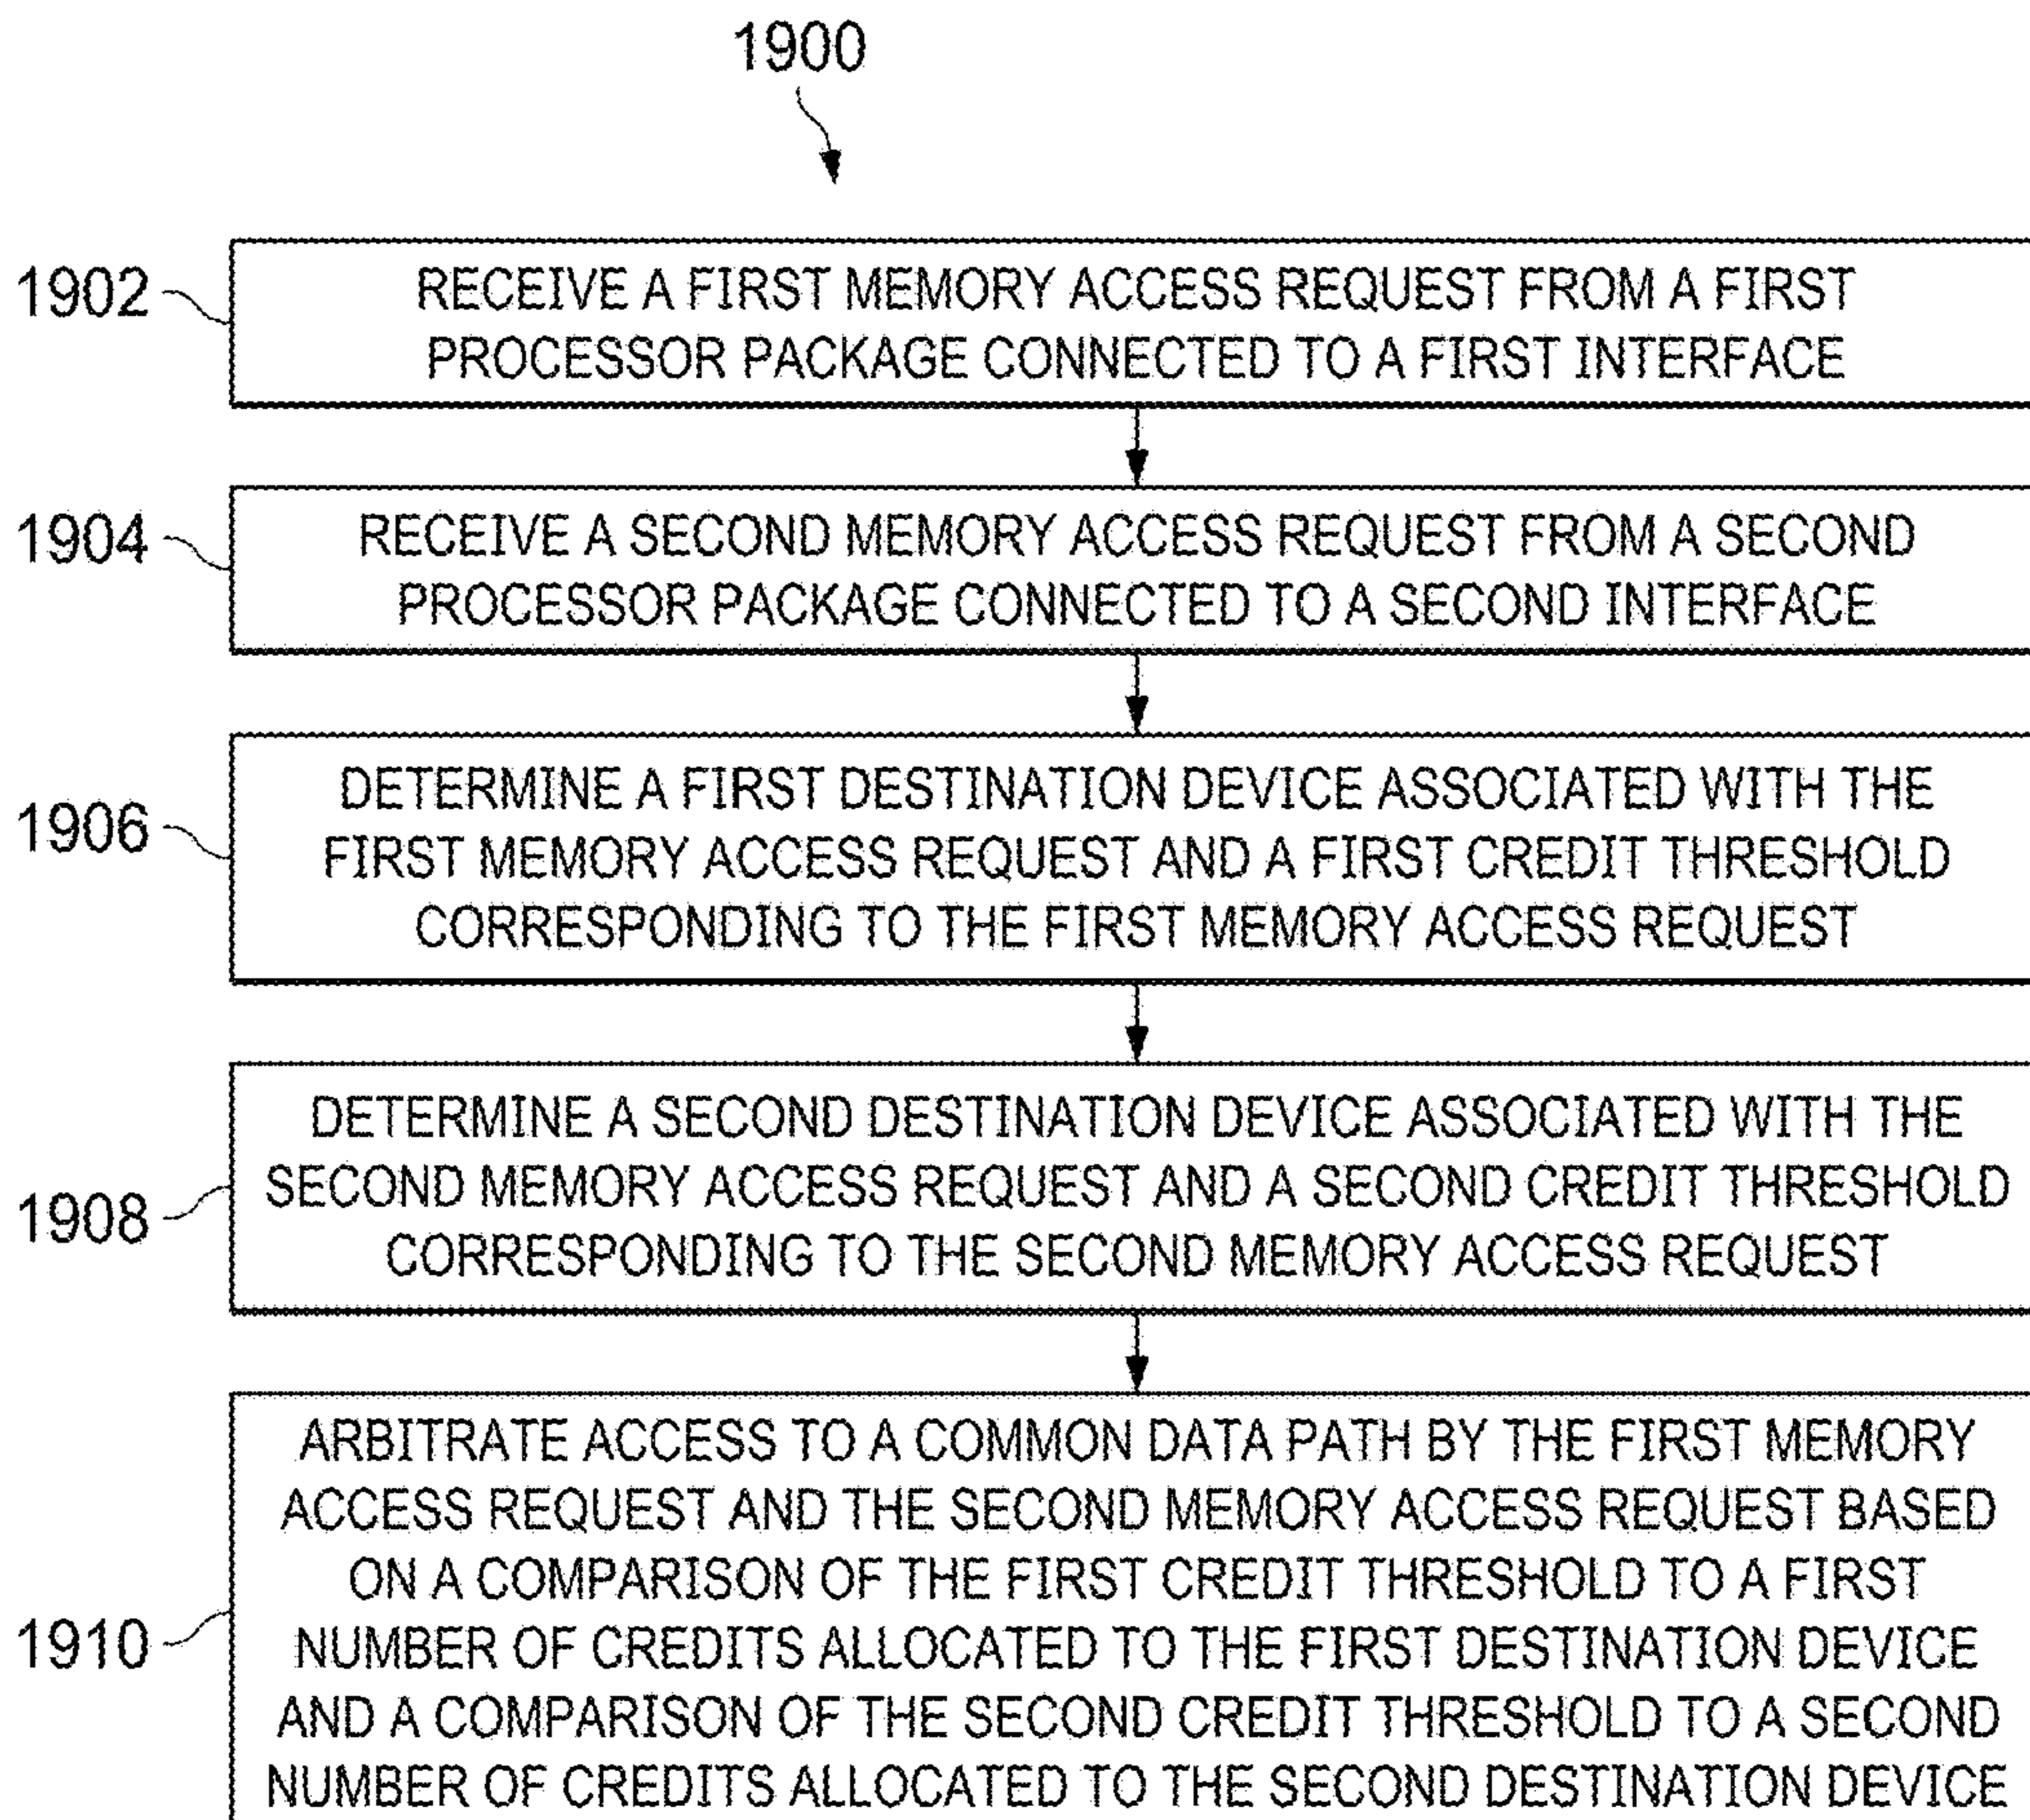 1900
1902
RECEIVE A FIRST MEMORY ACCESS REQUEST FROM A FIRST
PROCESSOR PACKAGE CONNECTED TO A FIRST INTERFACE
1904
RECEIVE A SECOND MEMORY ACCESS REQUEST FROM A SECOND
PROCESSOR PACKAGE CONNECTED TO A SECOND INTERFACE
1906
DETERMINE A FIRST DESTINATION DEVICE ASSOCIATED WITH THE
FIRST MEMORY ACCESS REQUEST AND A FIRST CREDIT THRESHOLD
CORRESPONDING TO THE FIRST MEMORY ACCESS REQUEST
1908
DETERMINE A SECOND DESTINATION DEVICE ASSOCIATED WITH THE
SECOND MEMORY ACCESS REQUEST AND A SECOND CREDIT THRESHOLD
CORRESPONDING TO THE SECOND MEMORY ACCESS REQUEST
1910
ARBITRATE ACCESS TO A COMMON DATA PATH BY THE FIRST MEMORY
ACCESS REQUEST AND THE SECOND MEMORY ACCESS REQUEST BASED
ON A COMPARISON OF THE FIRST CREDIT THRESHOLD TO A FIRST
NUMBER OF CREDITS ALLOCATED TO THE FIRST DESTINATION DEVICE
AND A COMPARISON OF THE SECOND CREDIT THRESHOLD TO A SECOND
NUMBER OF CREDITS ALLOCATED TO THE SECOND DESTINATION DEVICE